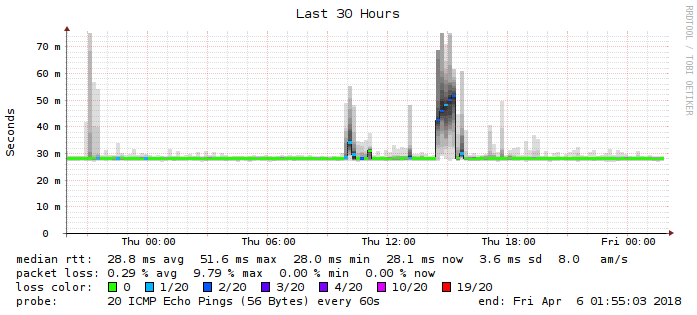 Last 30 Hours
RRDTOOL / TOBI OETIKER
Seconds
70 m
60 m
50 m
40 m
30 m
20 m
10 m
0
Thu 00:00 Thu 06:00 Thu 12:00 Thu 18:00 Fri 00:00
median rtt: 28.8 ms avg 51.6 ms max 28.0 ms min 28.1 ms now 3.6 ms sd 8.0 am/s
packet loss: 0.29 % avg 9.79 % max 0.00 % min 0.00 % now
loss color: 0 1/20 2/20 3/20 4/20 10/20 19/20
probe: 20 ICMP Echo Pings (56 Bytes) every 60s end: Fri Apr 6 01:55:03 2018